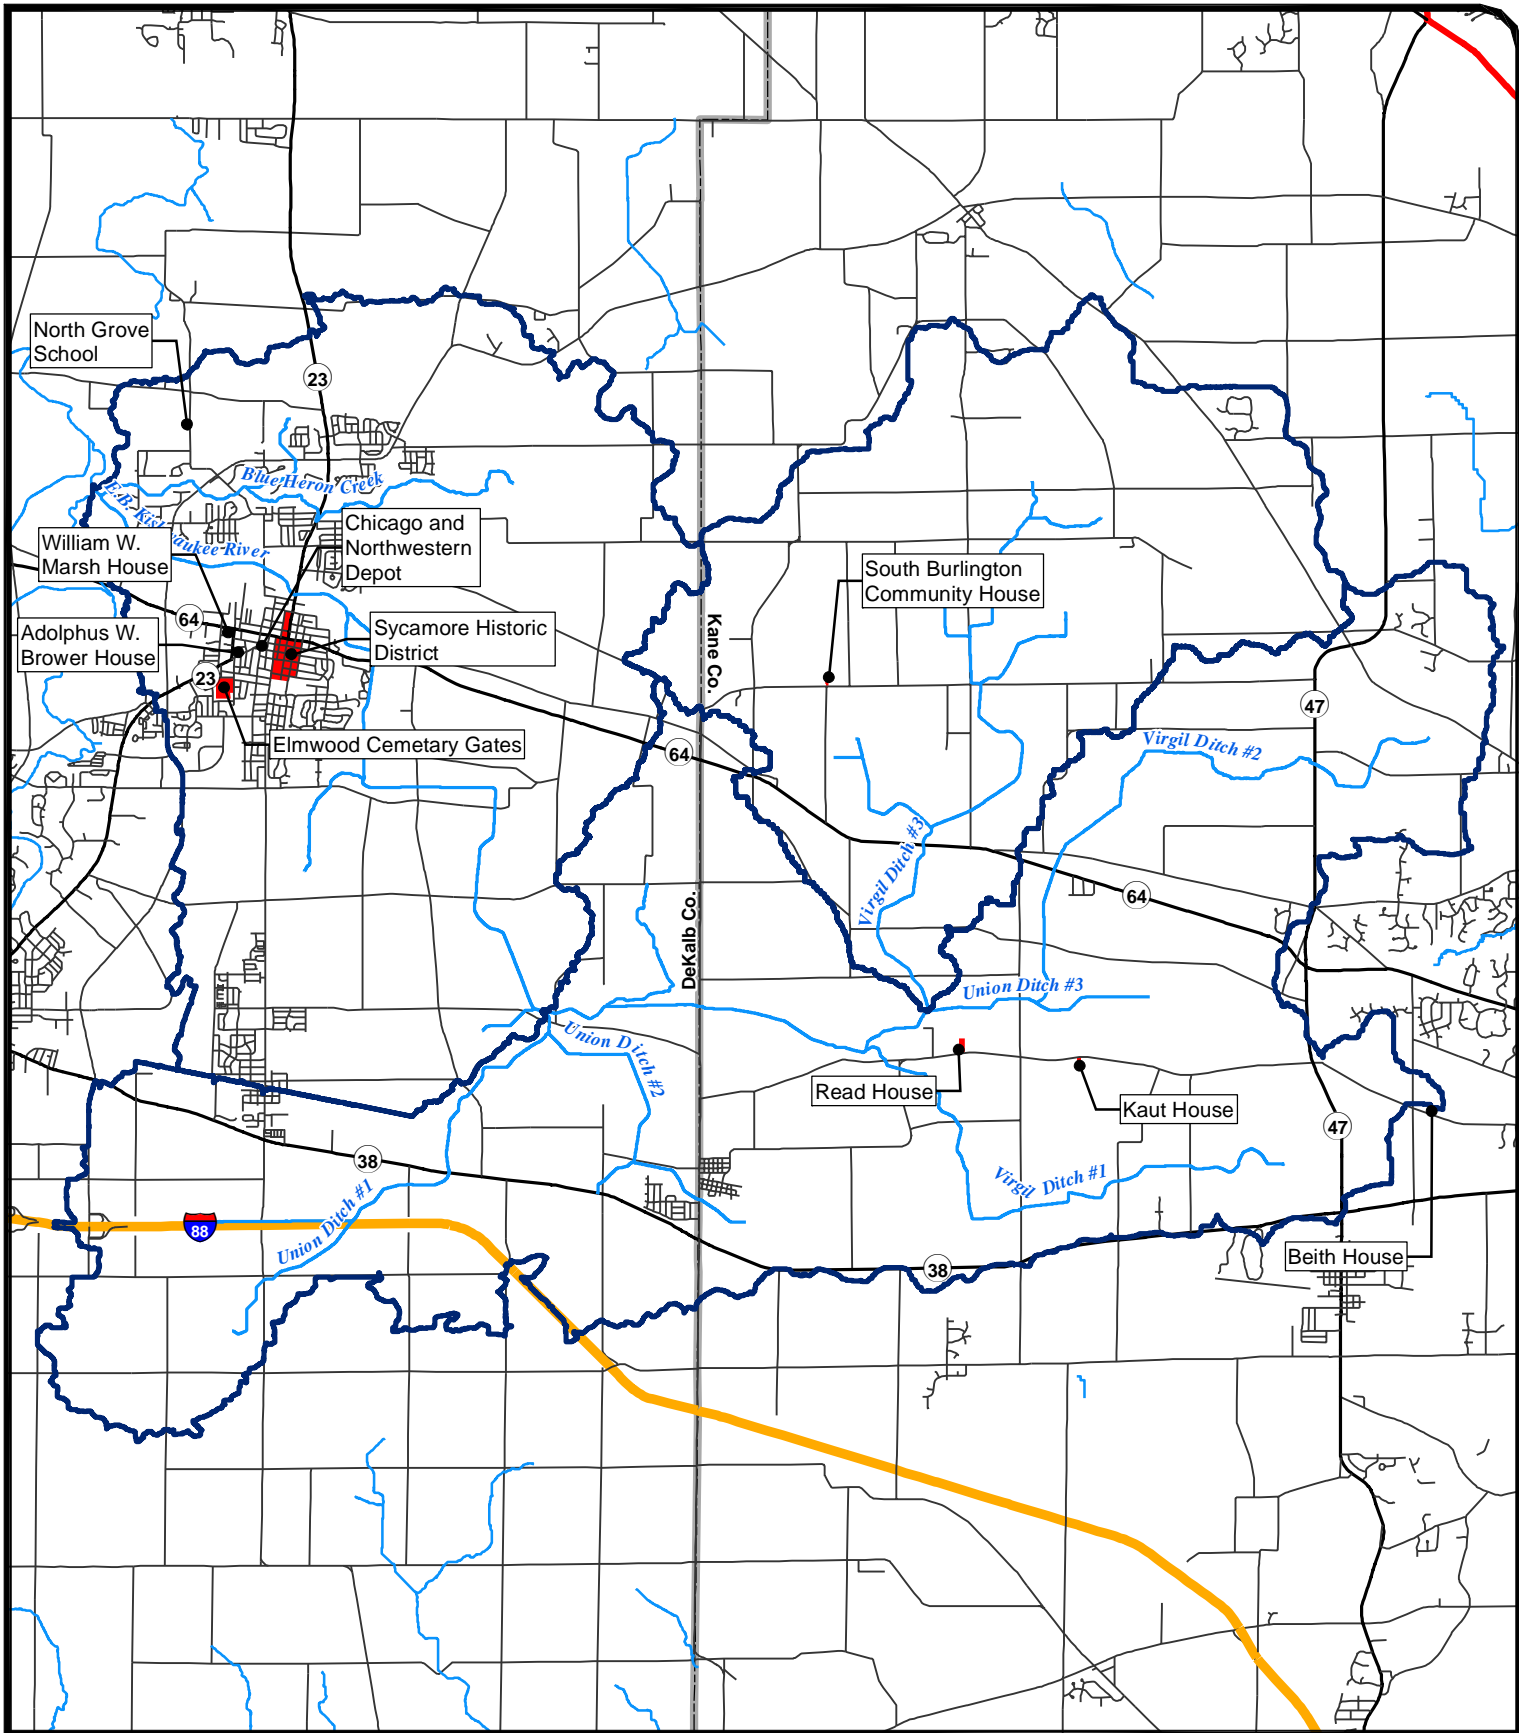 North Grove
School
23
Blue Heron Creek
E.B. Kishwaukee River
Chicago and
Northwestern
Depot
William W.
Marsh House
South Burlington
Community House
64
Adolphus W.
Brower House
Sycamore Historic
District
Kane Co.
23
47
Elmwood Cemetary Gates
64
Virgil Ditch #2
Virgil Ditch #3
64
DeKalb Co.
Union Ditch #3
Union Ditch #2
Read House
Kaut House
47
38
Virgil Ditch #1
Union Ditch #1
88
Beith House
38